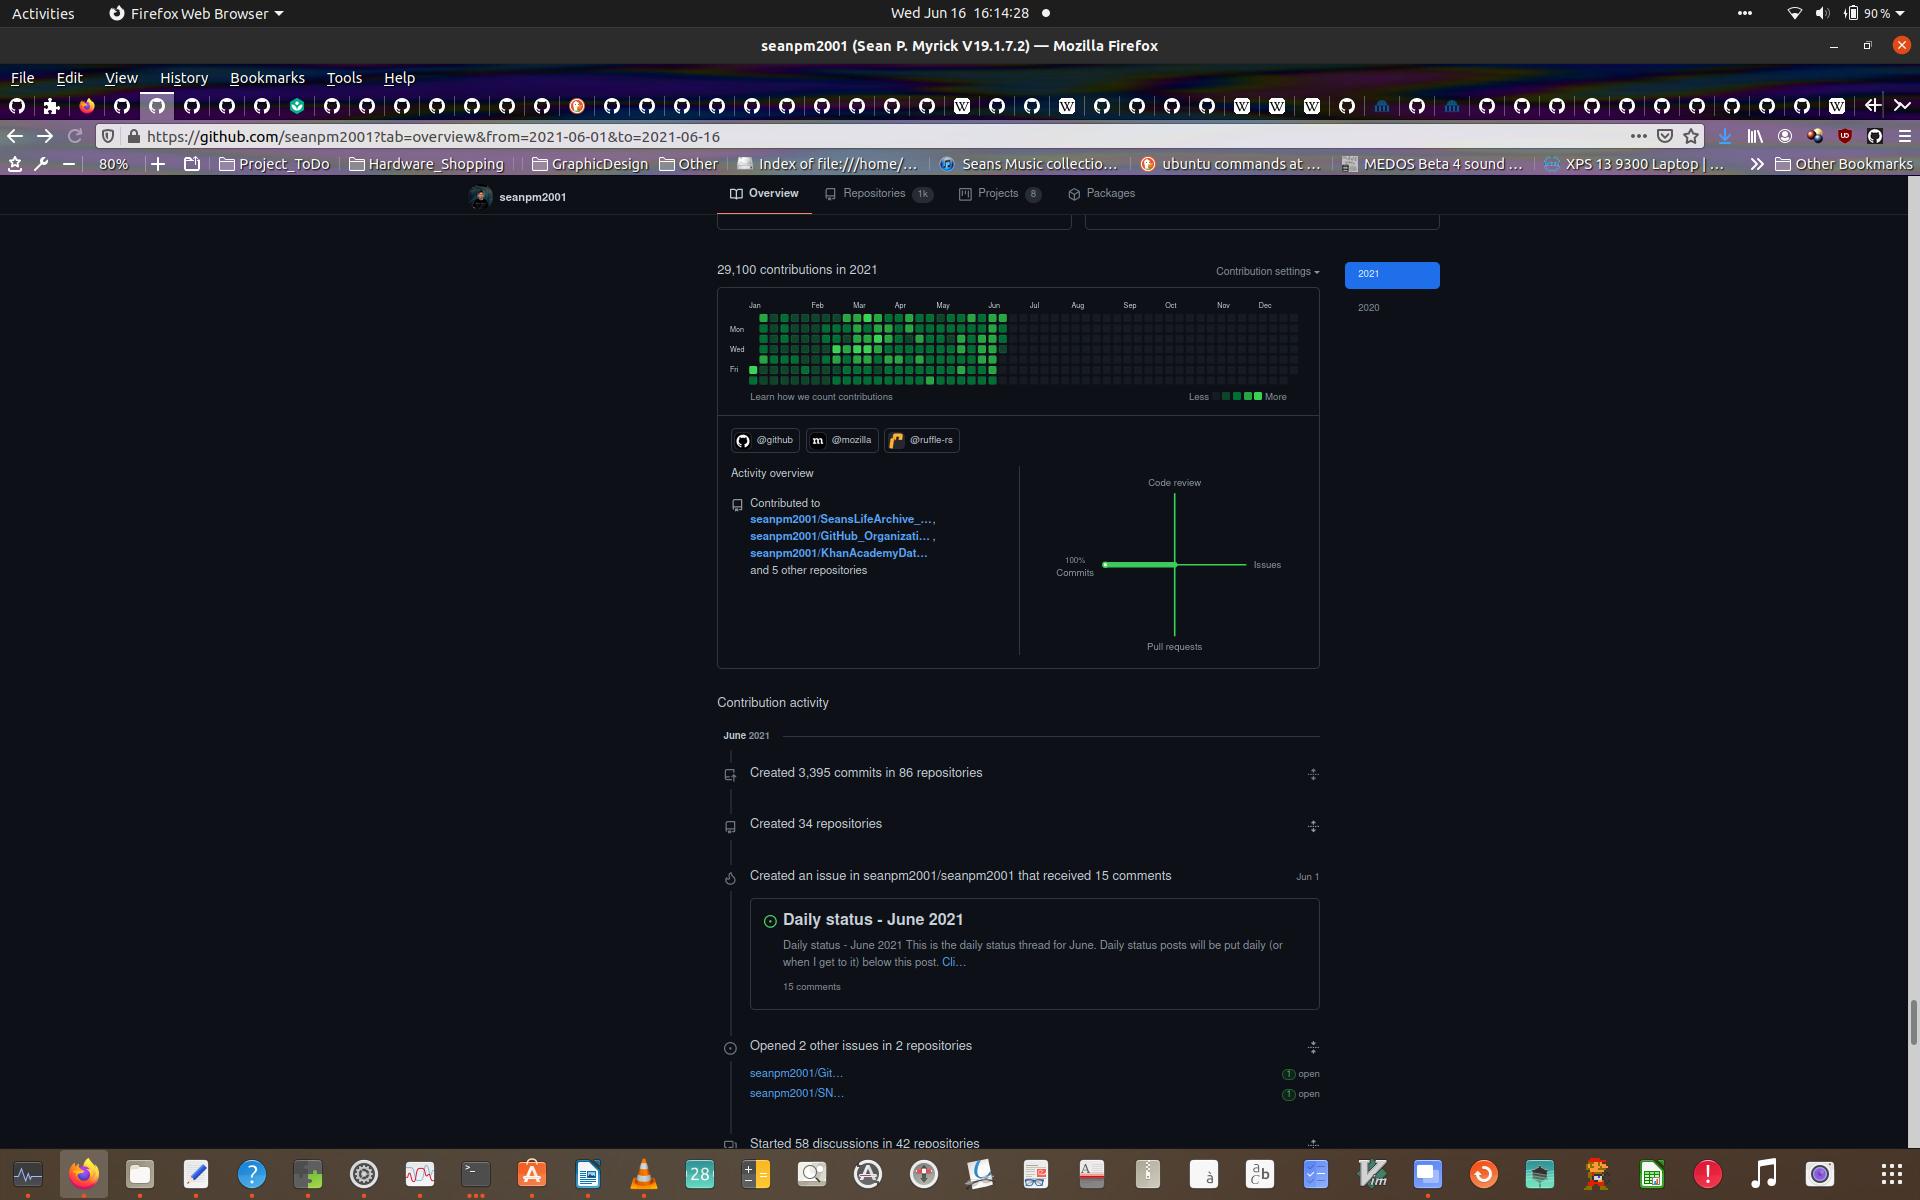 Activities Firefox Web Browser Wed Jun 16 16:14:28 90 %
seanpm2001 (Sean P. Myrick V19.1.7.2) — Mozilla Firefox
File Edit View History Bookmarks Tools Help
https://github.com/seanpm2001?tab=overview&from=2021-06-01&to=2021-06-16
80% Project_ToDo Hardware_Shopping GraphicDesign Other Index of file:///home/... Seans Music collectio... ubuntu commands at ... MEDOS Beta 4 sound ... XPS 13 9300 Laptop | ... Other Bookmarks
seanpm2001 Overview Repositories 1k Projects 8 Packages
29,100 contributions in 2021 Contribution settings 2021
2020
Jan Feb Mar Apr May Jun Jul Aug Sep Oct Nov Dec
Mon
Wed
Fri
Learn how we count contributions Less More
@github @mozilla @ruffle-rs
Activity overview
Code review
Contributed to
seanpm2001/SeansLifeArchive_... ,
seanpm2001/GitHub_Organizati... ,
seanpm2001/KhanAcademyDat...
and 5 other repositories
100%
Commits
Issues
Pull requests
Contribution activity
June 2021
Created 3,395 commits in 86 repositories
Created 34 repositories
Created an issue in seanpm2001/seanpm2001 that received 15 comments Jun 1
Daily status - June 2021
Daily status - June 2021 This is the daily status thread for June. Daily status posts will be put daily (or
when I get to it) below this post. Cli...
15 comments
Opened 2 other issues in 2 repositories
seanpm2001/Git... 1 open
seanpm2001/SN... 1 open
Started 58 discussions in 42 repositories
28